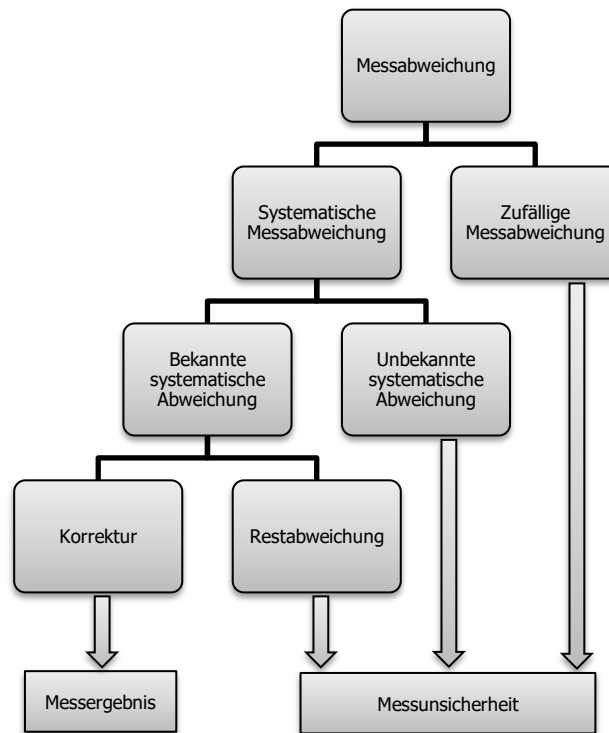 Messabweichung
Systematische
Messabweichung
Zufällige
Messabweichung
Bekannte
systematische
Abweichung
Unbekannte
systematische
Abweichung
Korrektur
Restabweichung
Messergebnis
Messunsicherheit